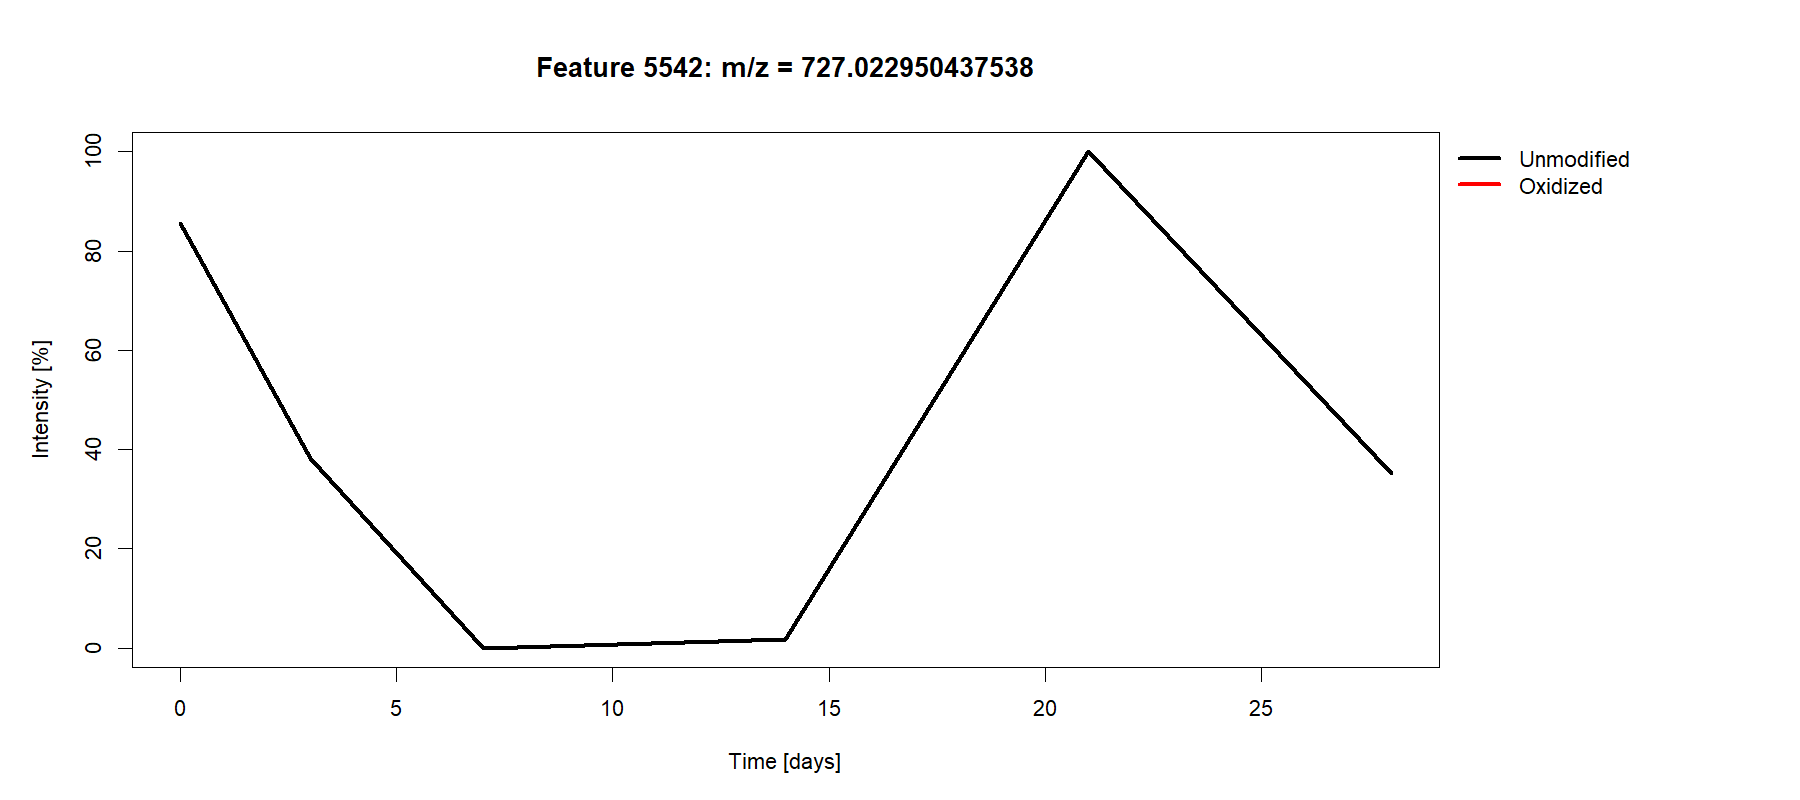 Feature 5542: m/z = 727.022950437538
100
80
60
40
20
0
Intensity [%]
Unmodified
Oxidized
0 5 10 15 20 25
Time [days]